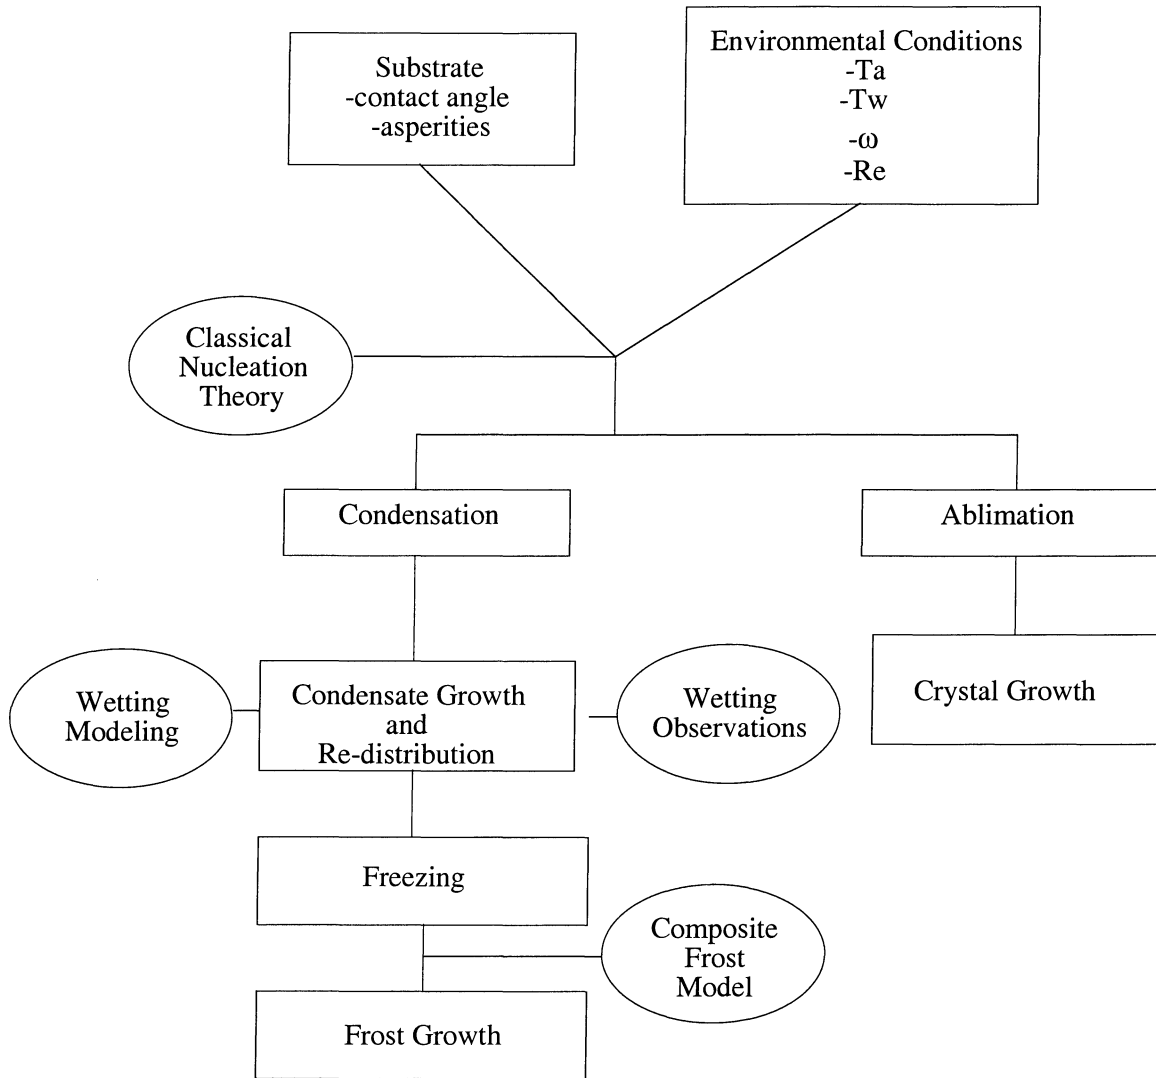 Substrate
-contact angle
-asperities
Environmental Conditions
-Ta
-Tw
-ω
-Re
Classical
Nucleation
Theory
Condensation
Ablimation
Wetting
Modeling
Condensate Growth
and
Re-distribution
Wetting
Observations
Crystal Growth
Freezing
Composite
Frost
Model
Frost Growth